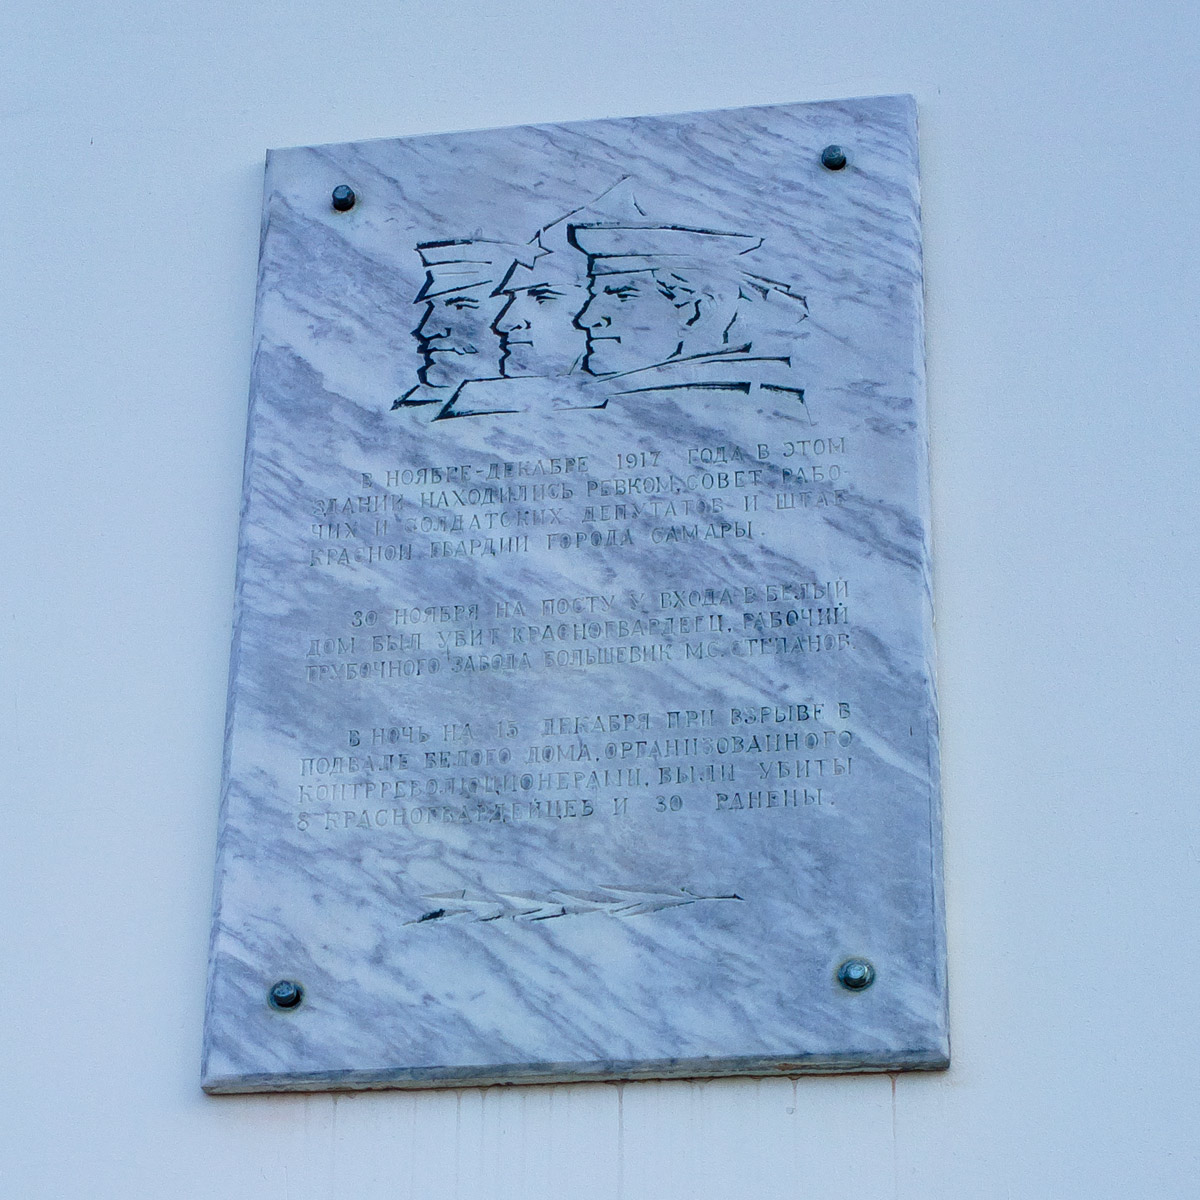 В НОЯБРЕ-ДЕКАБРЕ 1917 ГОДА В ЭТОМ
ЗДАНИИ НАХОДИЛИСЬ РЕВКОМ, СОВЕТ РАБО-
ЧИХ И СОЛДАТСКИХ ДЕПУТАТОВ И ШТАБ
КРАСНОЙ ГВАРДИИ ГОРОДА САМАРЫ.
30 НОЯБРЯ НА ПОСТУ У ВХОДА В БЕЛЫЙ
ДОМ БЫЛ УБИТ КРАСНОГВАРДЕЕЦ, РАБОЧИЙ
ТРУБОЧНОГО ЗАВОДА БОЛЬШЕВИК М.С. СТЕПАНОВ.
В НОЧЬ НА 15 ДЕКАБРЯ ПРИ ВЗРЫВЕ В
ПОДВАЛЕ БЕЛОГО ДОМА, ОРГАНИЗОВАННОГО
КОНТРРЕВОЛЮЦИОНЕРАМИ, БЫЛИ УБИТЫ
8 КРАСНОГВАРДЕЙЦЕВ И 30 РАНЕНЫ.